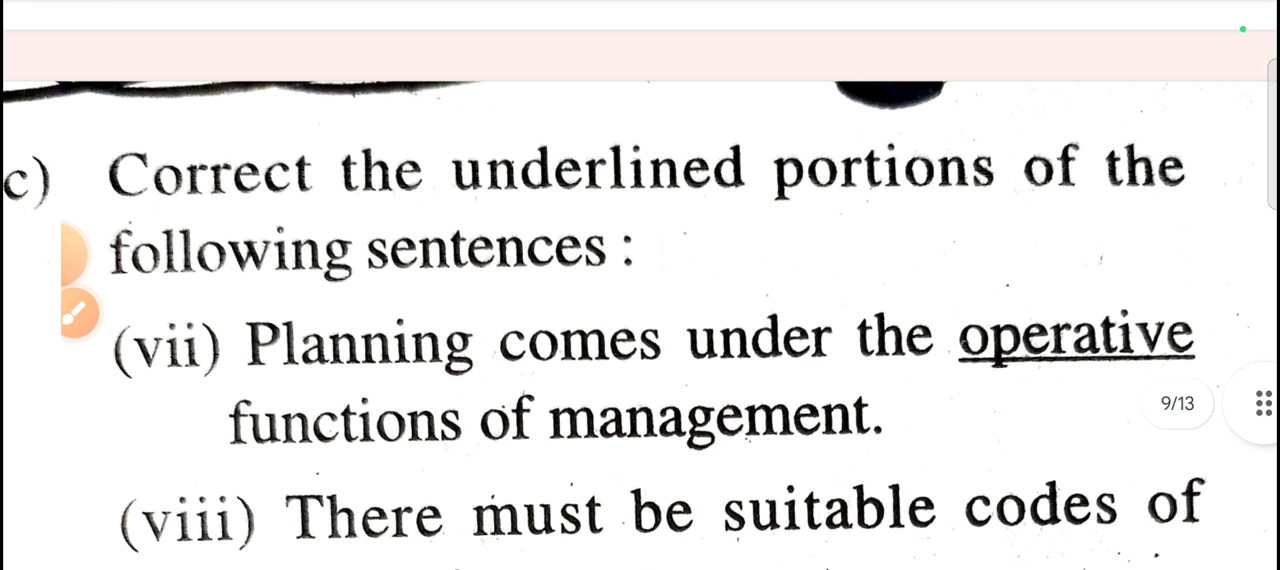 c) Correct the underlined portions of the
following sentences :
(vii) Planning comes under the operative
functions of management.
9/13
(viii) There must be suitable codes of